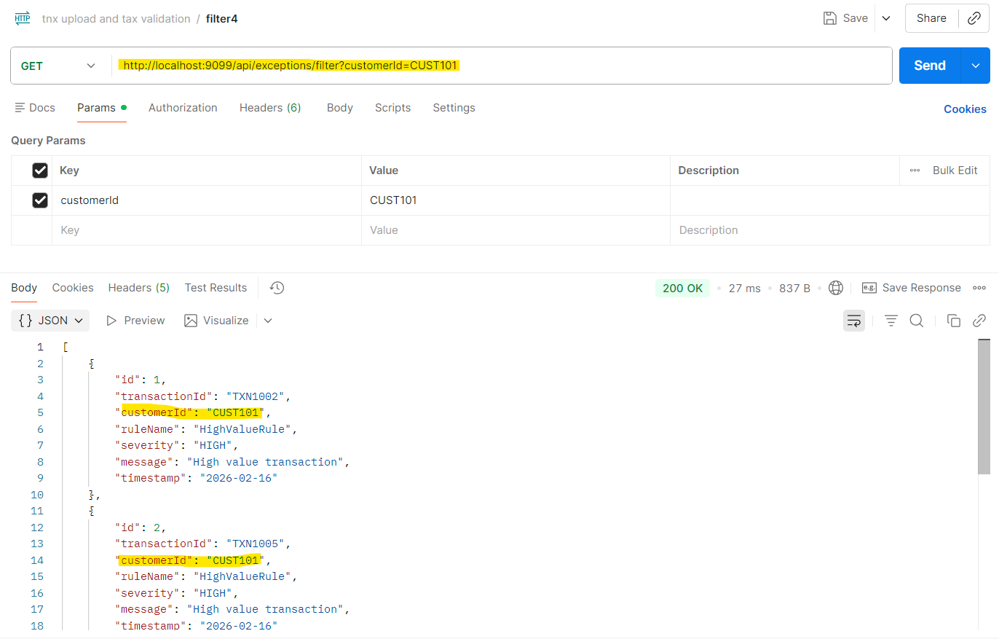 HTTP tnx upload and tax validation / filter4 Save Share
GET http://localhost:9099/api/exceptions/filter?customerId=CUST101 Send
Docs Params Authorization Headers (6) Body Scripts Settings Cookies
Query Params
Key Value Description Bulk Edit
customerId CUST101
Key Value Description
Body Cookies Headers (5) Test Results 200 OK • 27 ms • 837 B • e.g. Save Response
{} JSON Preview Visualize
1 [
2 {
3 "id": 1,
4 "transactionId": "TXN1002",
5 "customerId": "CUST101",
6 "ruleName": "HighValueRule",
7 "severity": "HIGH",
8 "message": "High value transaction",
9 "timestamp": "2026-02-16"
10 },
11 {
12 "id": 2,
13 "transactionId": "TXN1005",
14 "customerId": "CUST101",
15 "ruleName": "HighValueRule",
16 "severity": "HIGH",
17 "message": "High value transaction",
18 "timestamp": "2026-02-16"